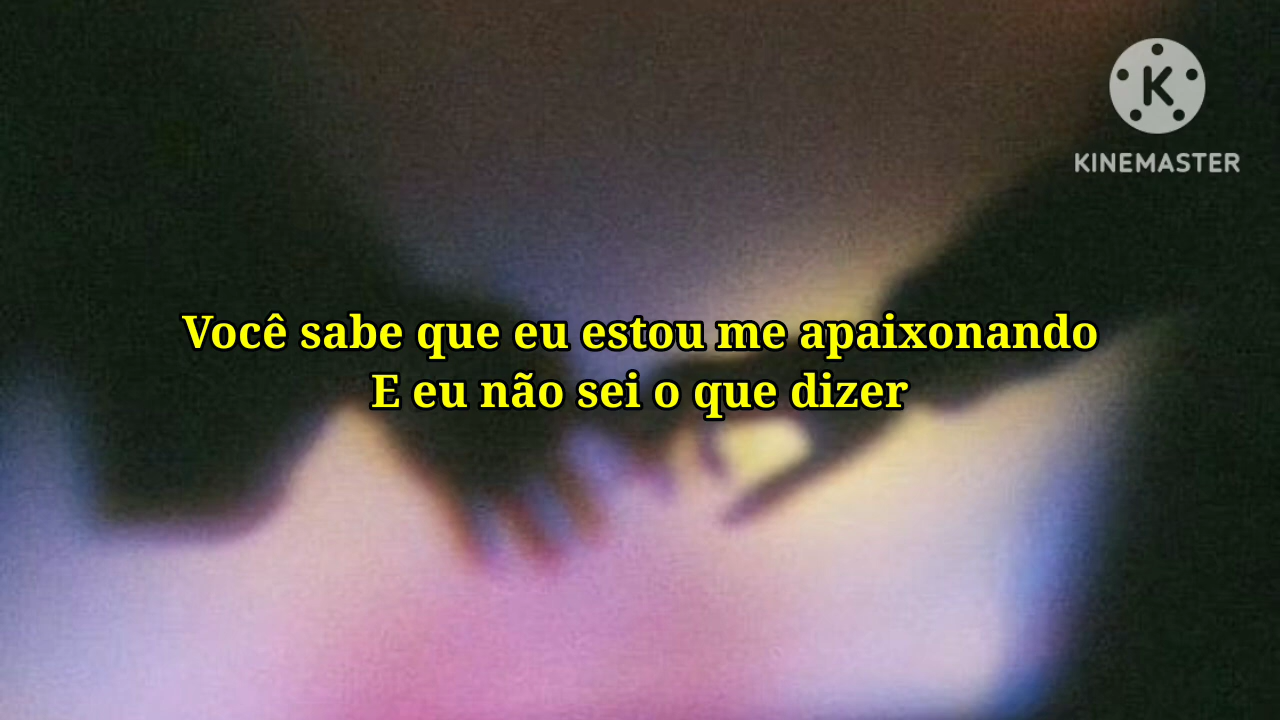 K
KINEMASTER
Você sabe que eu estou me apaixonando
E eu não sei o que dizer